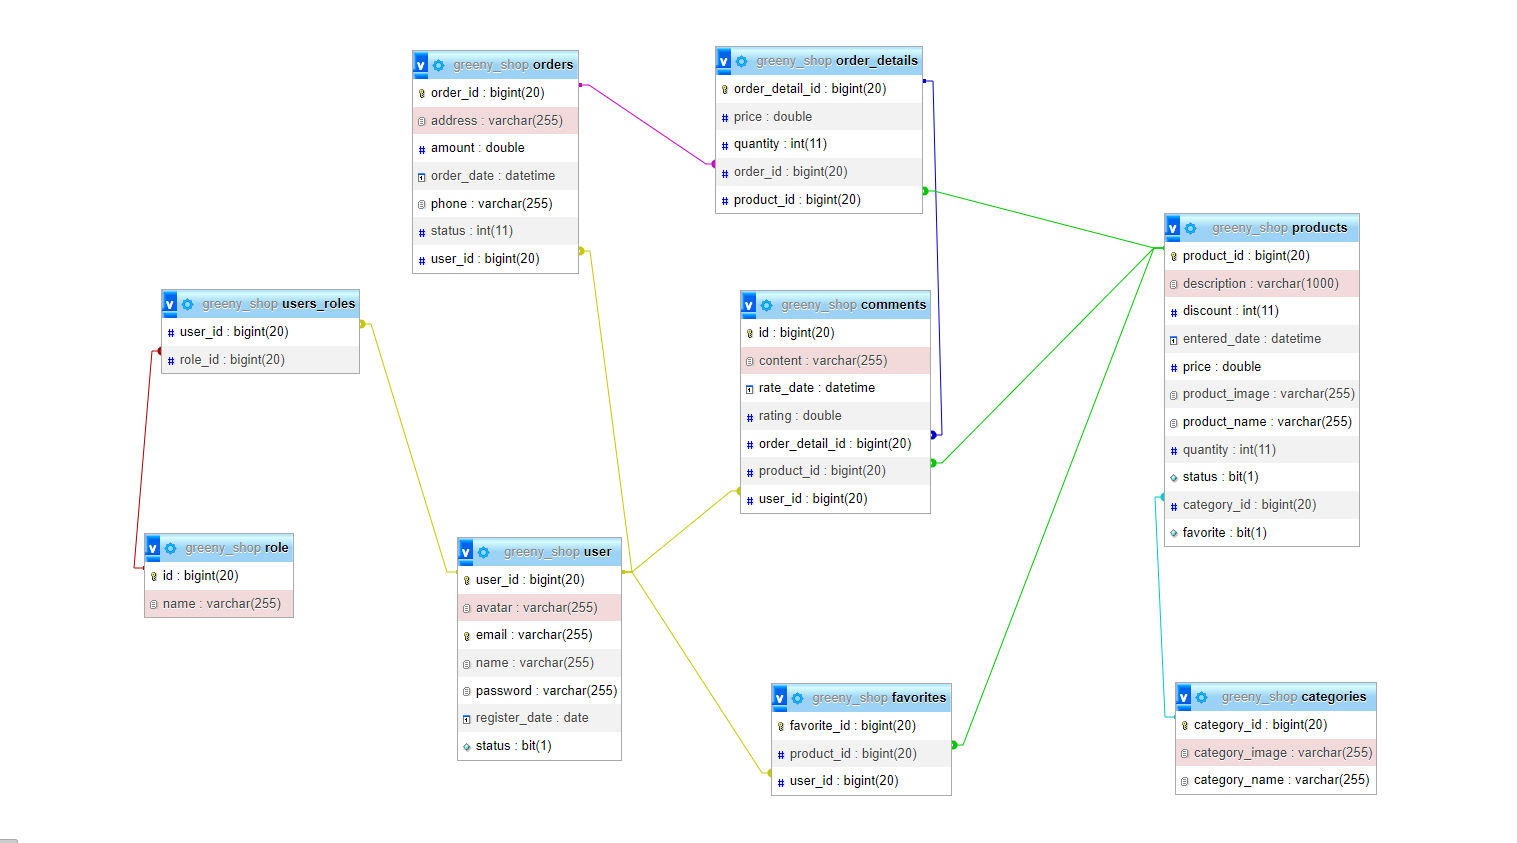 greeny_shop orders
order_id : bigint(20)
address : varchar(255)
amount : double
order_date : datetime
phone : varchar(255)
status : int(11)
user_id : bigint(20)
greeny_shop order_details
order_detail_id : bigint(20)
price : double
quantity : int(11)
order_id : bigint(20)
product_id : bigint(20)
greeny_shop products
product_id : bigint(20)
description : varchar(1000)
discount : int(11)
entered_date : datetime
price : double
product_image : varchar(255)
product_name : varchar(255)
quantity : int(11)
status : bit(1)
category_id : bigint(20)
favorite : bit(1)
greeny_shop users_roles
user_id : bigint(20)
role_id : bigint(20)
greeny_shop comments
id : bigint(20)
content : varchar(255)
rate_date : datetime
rating : double
order_detail_id : bigint(20)
product_id : bigint(20)
user_id : bigint(20)
greeny_shop role
id : bigint(20)
name : varchar(255)
greeny_shop user
user_id : bigint(20)
avatar : varchar(255)
email : varchar(255)
name : varchar(255)
password : varchar(255)
register_date : date
status : bit(1)
greeny_shop favorites
favorite_id : bigint(20)
product_id : bigint(20)
user_id : bigint(20)
greeny_shop categories
category_id : bigint(20)
category_image : varchar(255)
category_name : varchar(255)